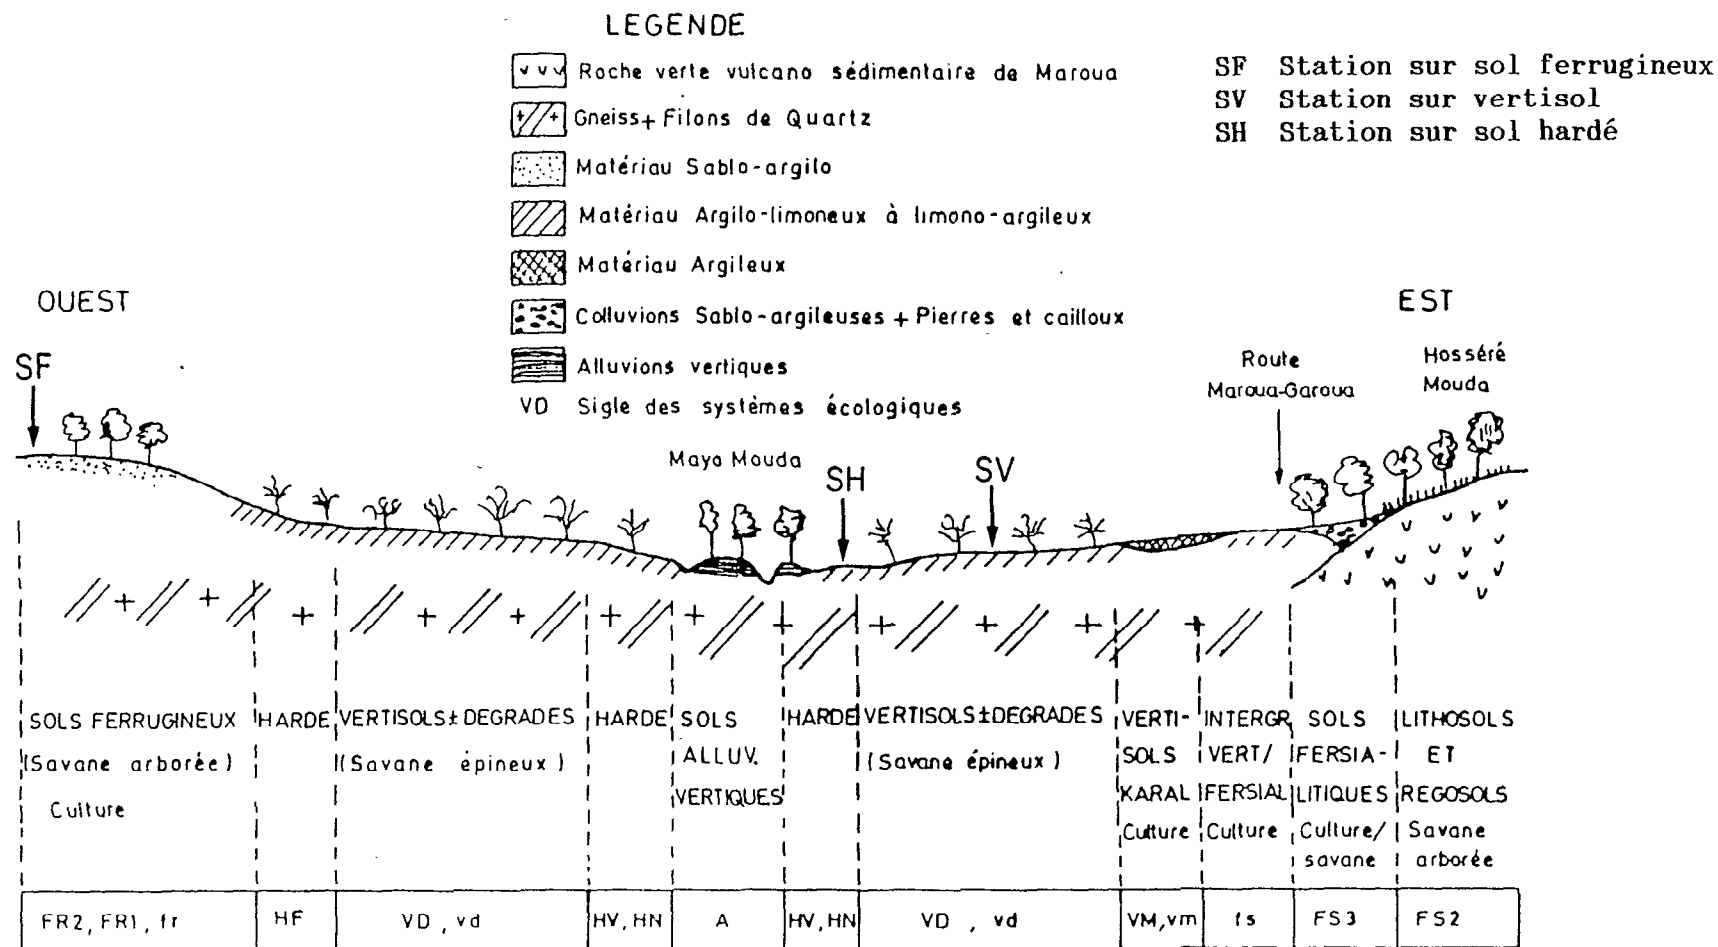 LEGENDE
Roche verte vulcano sédimentaire de Maroua
Gneiss + Filons de Quartz
Matériau Sablo-argilo
Matériau Argilo-limoneux à limono-argileux
Matériau Argileux
Colluvions Sablo-argileuses + Pierres et cailloux
Alluvions vertiques
VD Sigle des systèmes écologiques
SF Station sur sol ferrugineux
SV Station sur vertisol
SH Station sur sol hardé
OUEST
EST
SF
Mayo Mouda
SH
SV
Route
Maroua-Garoua
Hosséré
Mouda
SOLS FERRUGINEUX
(Savane arborée)
Culture
HARDE
VERTISOLS ± DEGRADES
(Savane épineux)
HARDE
SOLS
ALLUV.
VERTIQUES
HARDE
VERTISOLS ± DEGRADES
(Savane épineux)
VERTI-
SOLS
KARAL
Culture
INTERGR
VERT/
FERSIAL
Culture
SOLS
FERSIA-
LITIQUES
Culture/
savane
LITHOSOLS
ET
REGOSOLS
Savane
arborée
FR2, FR1, fr
HF
VD, vd
HV, HN
A
HV, HN
VD, vd
VM, vm
fs
FS3
FS2